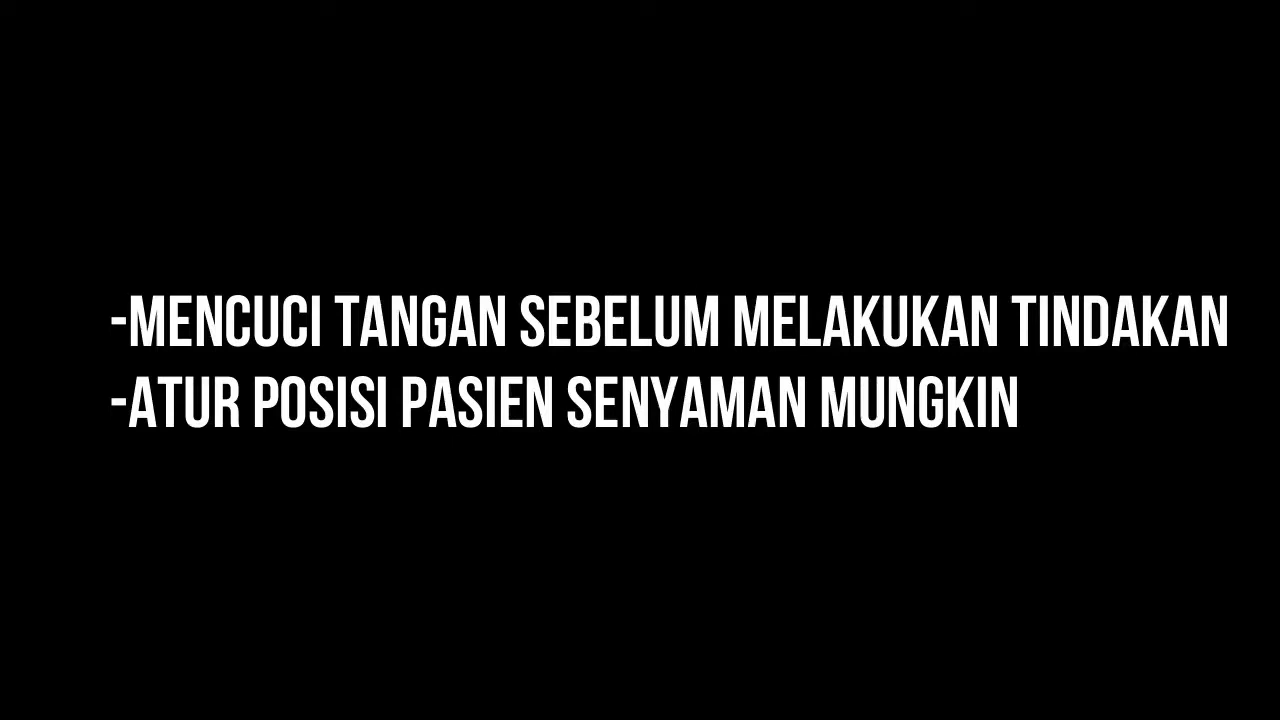 -MENCUCI TANGAN SEBELUM MELAKUKAN TINDAKAN
-ATUR POSISI PASIEN SENYAMAN MUNGKIN